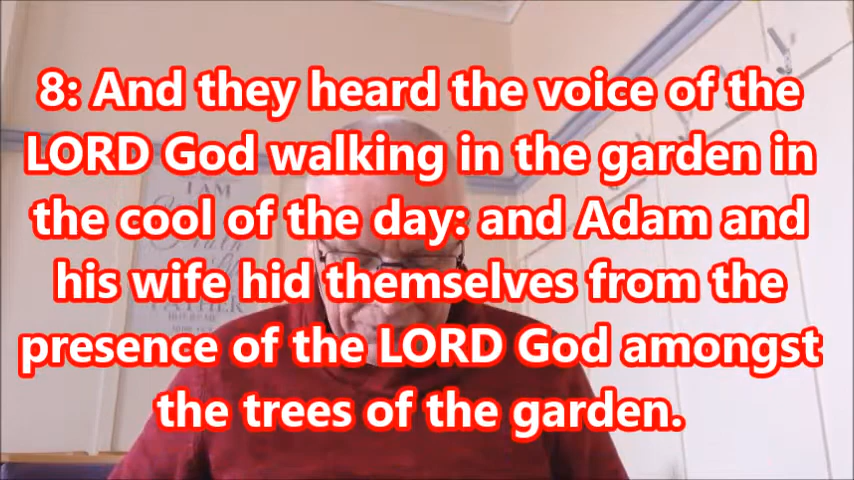 8: And they heard the voice of the
LORD God walking in the garden in
the cool of the day: and Adam and
his wife hid themselves from the
presence of the LORD God amongst
the trees of the garden.
I AM
FATHER